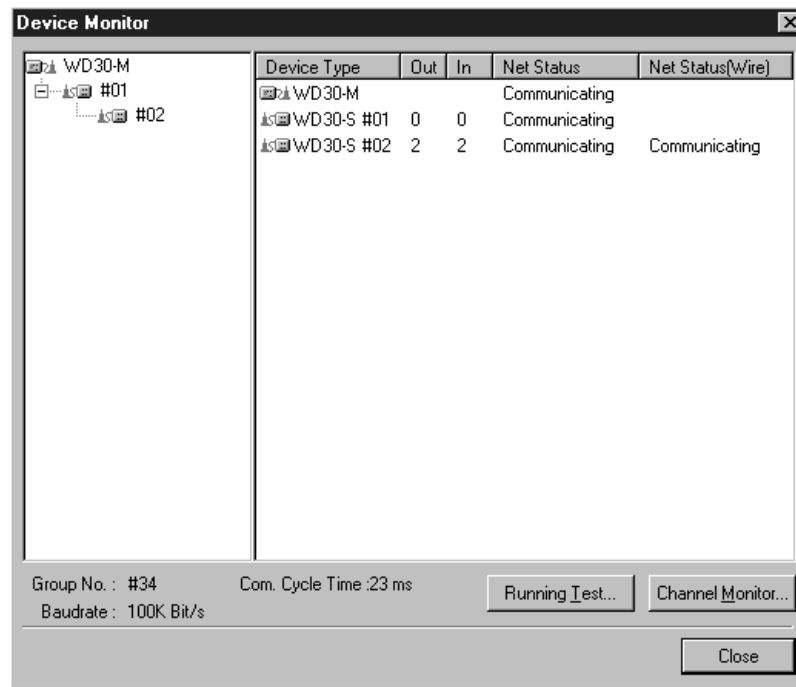 Device Monitor
WD30-M
#01
#02
Device Type Out In Net Status Net Status(Wire)
WD30-M Communicating
WD30-S #01 0 0 Communicating
WD30-S #02 2 2 Communicating Communicating
Group No. : #34 Com. Cycle Time :23 ms
Baudrate : 100K Bit/s
Running Test... Channel Monitor...
Close